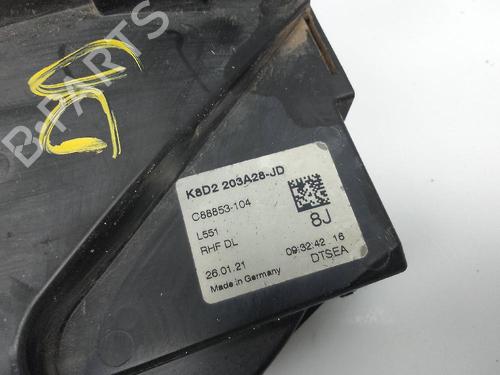 B-PARTS
K8D2 203A28-JD
C88853-104
L551
RHF DL
8J
26.01.21
09:32:42 16
Made in Germany
DTSEA